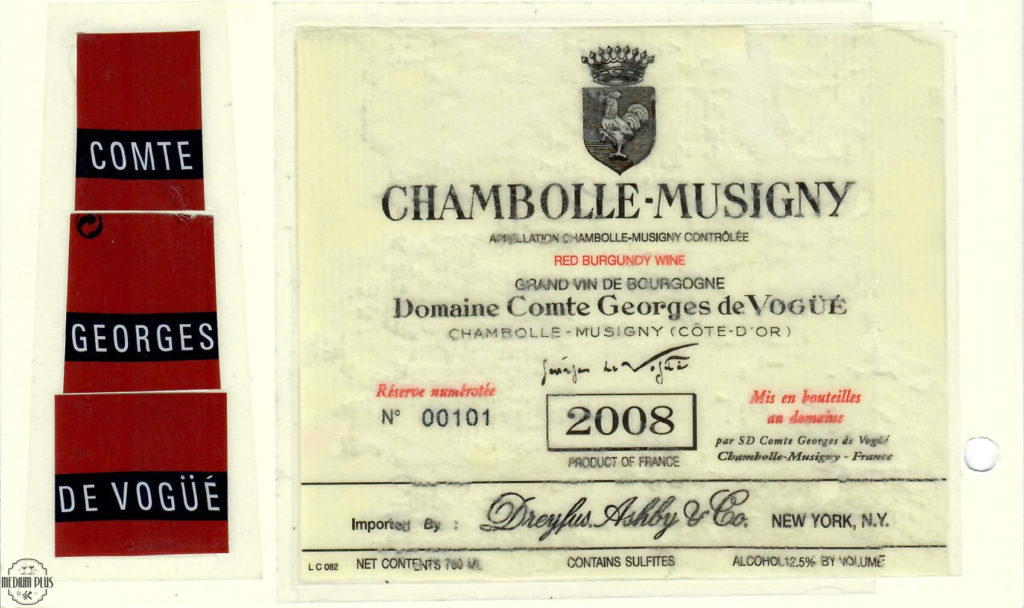 COMTE
GEORGES
DE VOGÜÉ
CHAMBOLLE-MUSIGNY
APPELLATION CHAMBOLLE-MUSIGNY CONTRÔLÉE
RED BURGUNDY WINE
GRAND VIN DE BOURGOGNE
Domaine Comte Georges de VOGÜÉ
CHAMBOLLE-MUSIGNY (CÔTE-D'OR)
Georges de Vogüé
Réserve numérotée
N° 00101
2008
PRODUCT OF FRANCE
Mis en bouteilles
au domaine
par SD Comte Georges de Vogüé
Chambolle-Musigny - France
Imported By : Dreyfus, Ashby & Co. NEW YORK, N.Y.
L C 082 NET CONTENTS 750 ML CONTAINS SULFITES ALCOHOL 12.5% BY VOLUME
MEDIUM PLUS